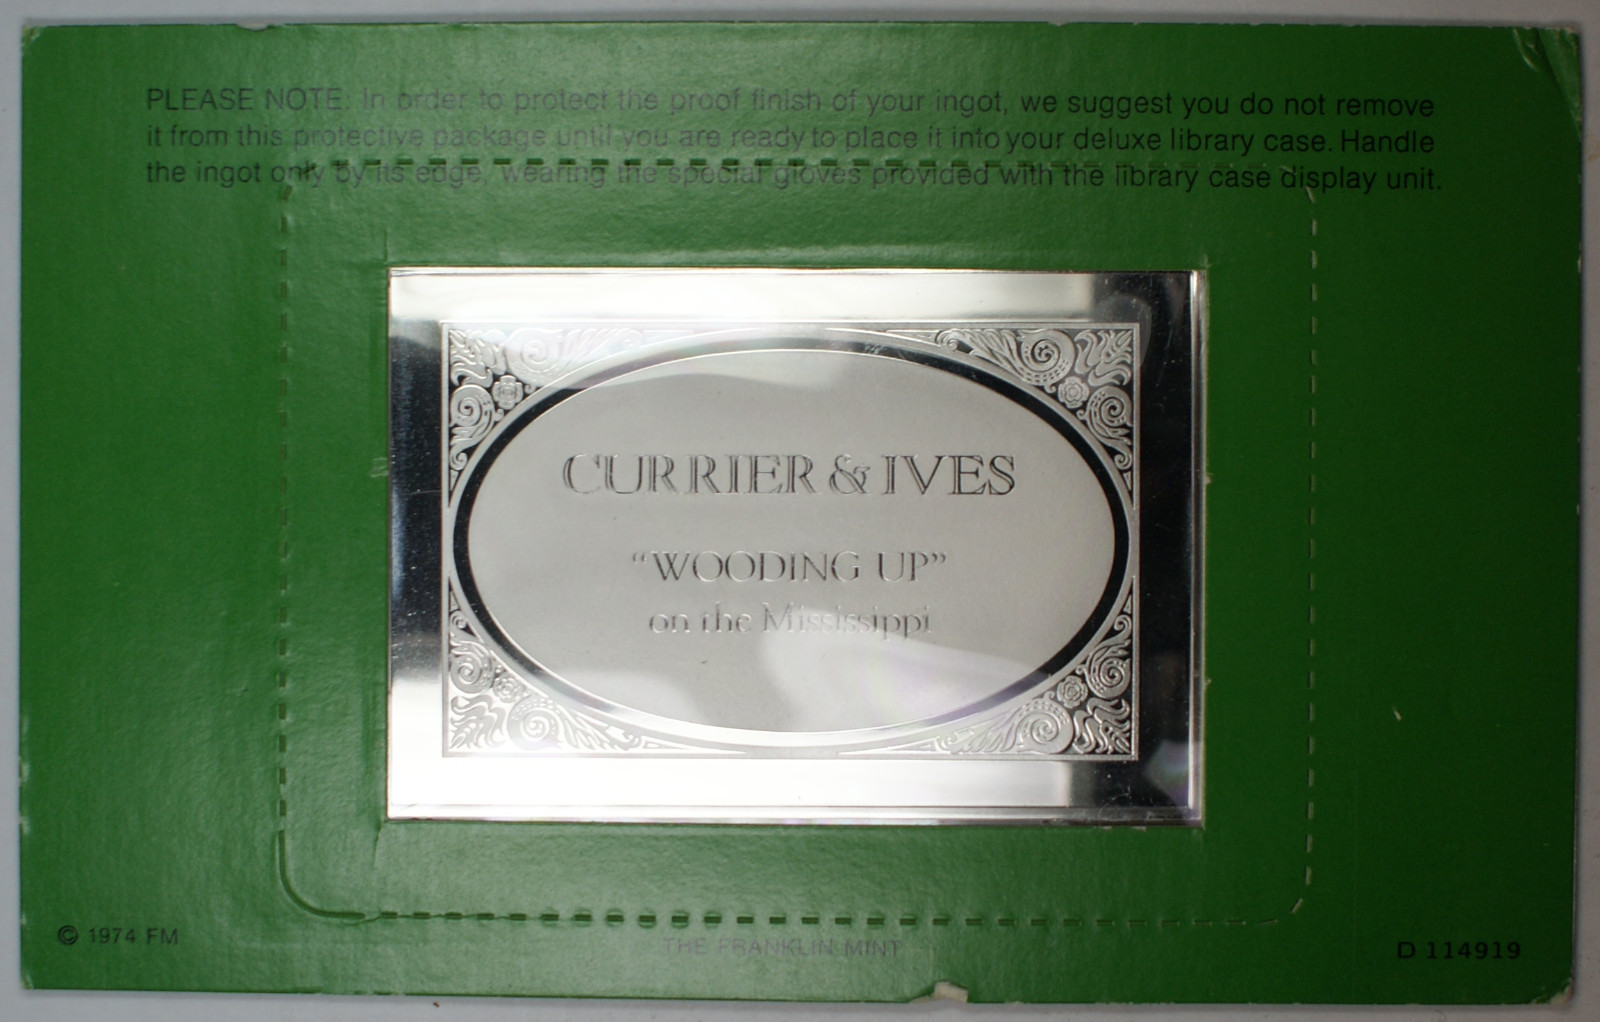 PLEASE NOTE: In order to protect the proof finish of your ingot, we suggest you do not remove
it from this protective package until you are ready to place it into your deluxe library case. Handle
the ingot only by its edge, wearing the special gloves provided with the library case display unit.
CURRIER & IVES
“WOODING UP”
on the Mississippi
© 1974 FM
THE FRANKLIN MINT
D 114919